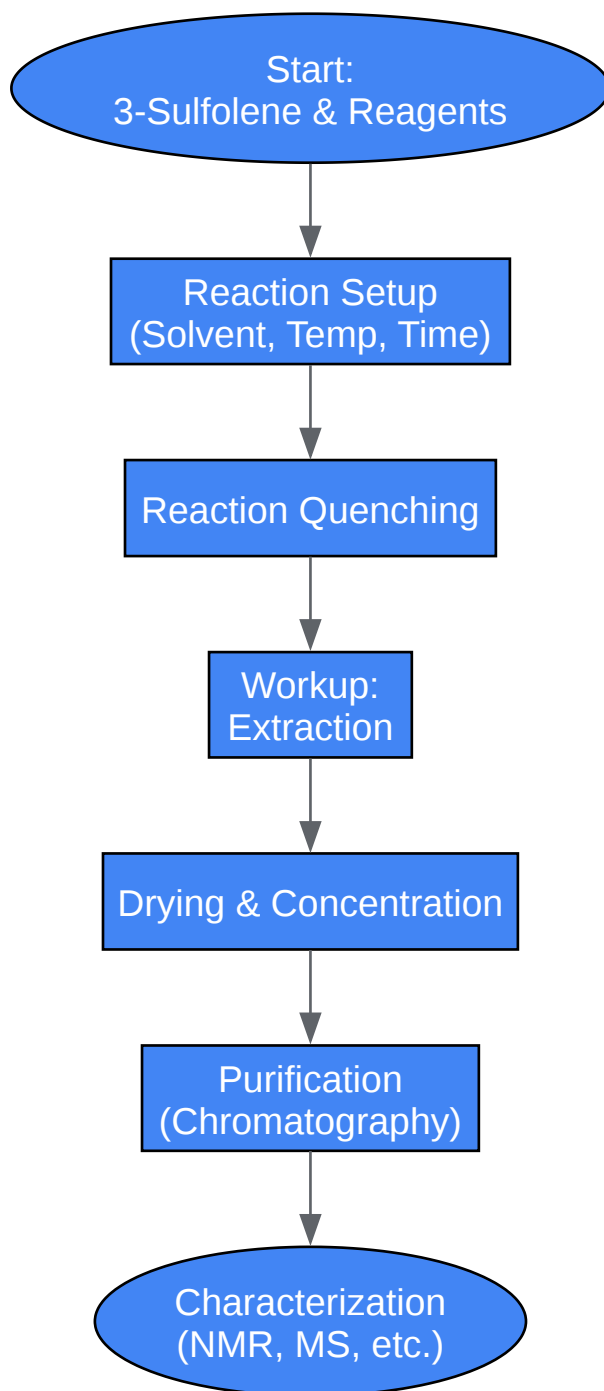 Start:
3-Sulfolene & Reagents
Reaction Setup
(Solvent, Temp, Time)
Reaction Quenching
Workup:
Extraction
Drying & Concentration
Purification
(Chromatography)
Characterization
(NMR, MS, etc.)